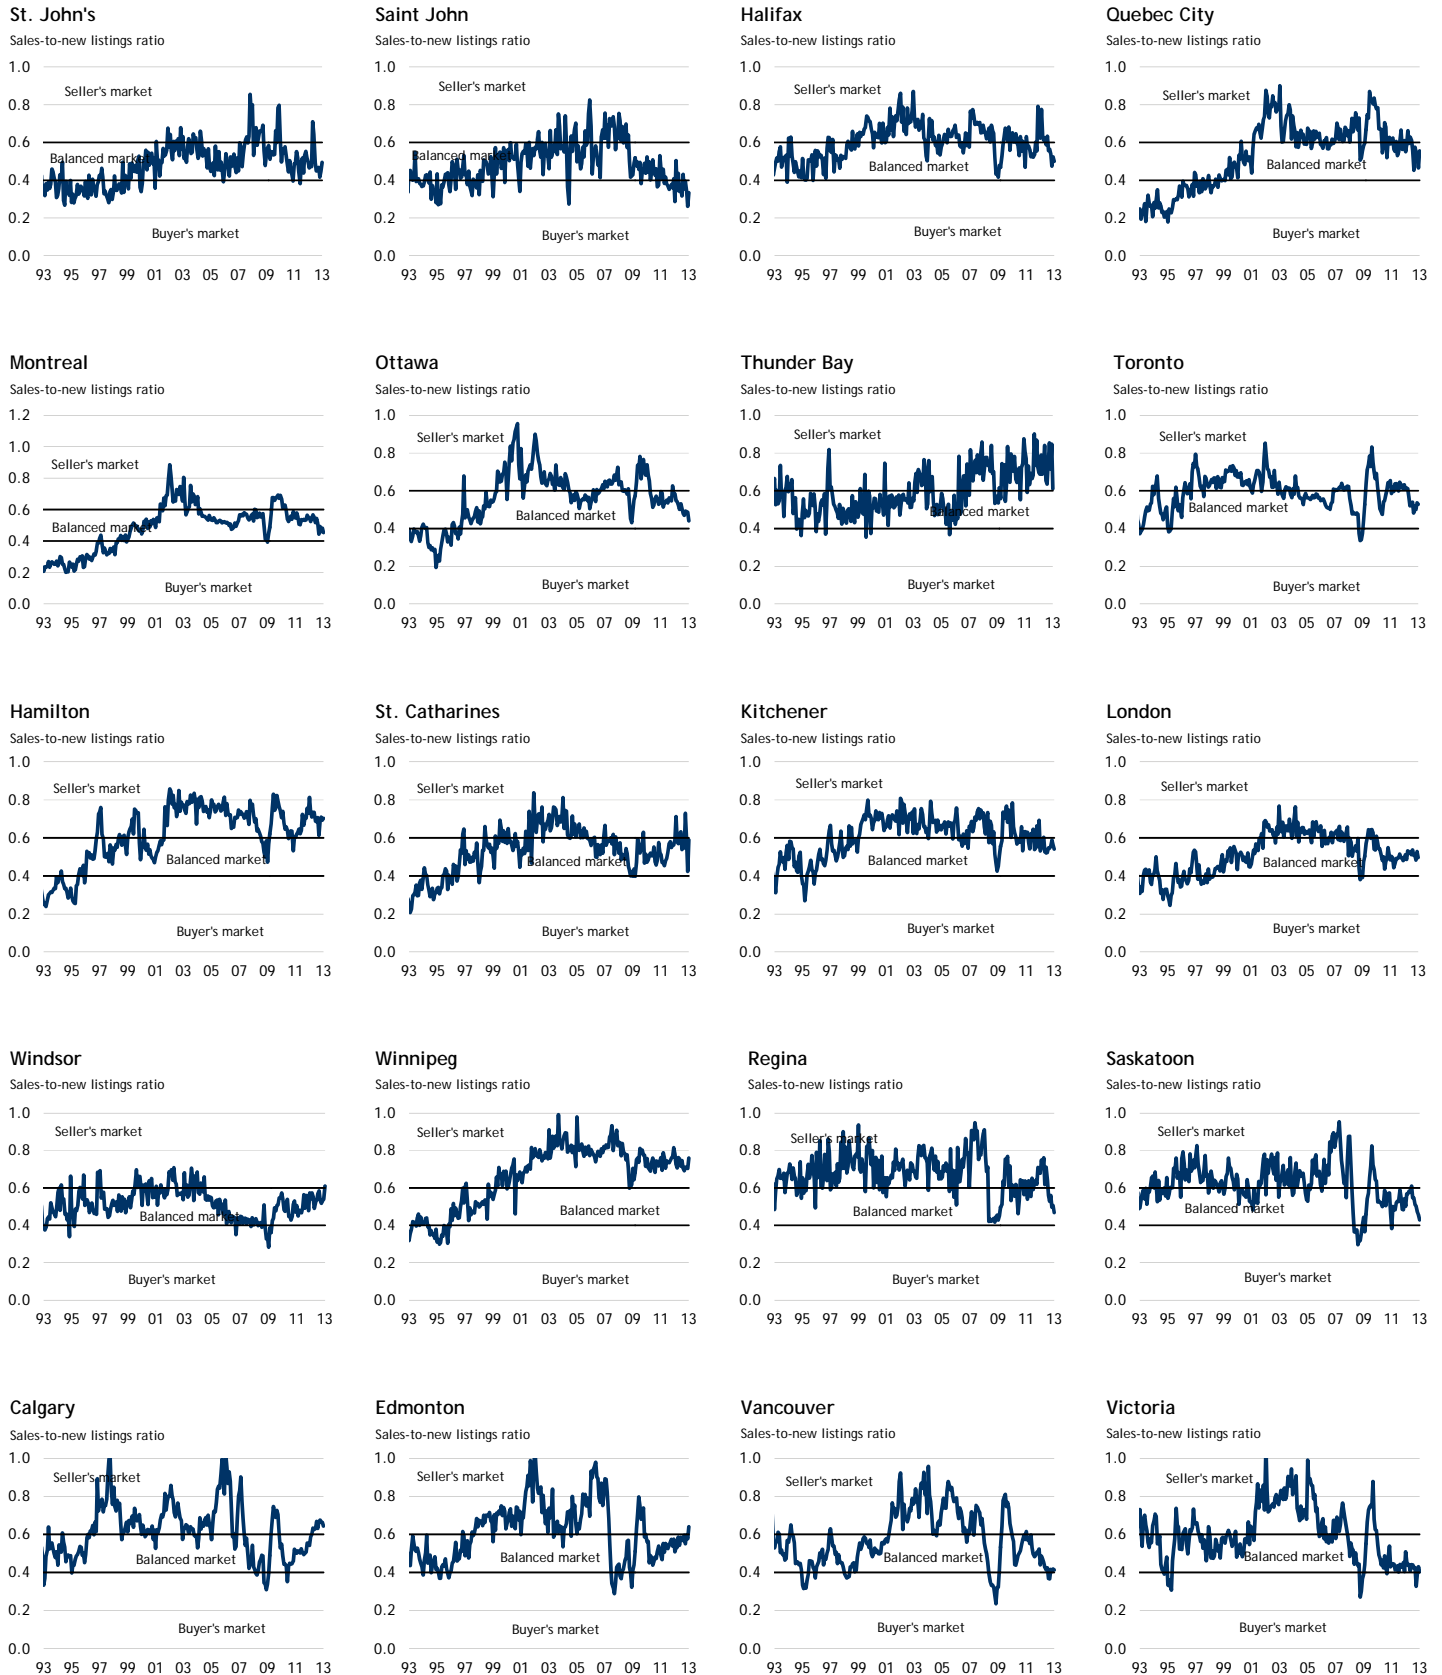 St. John's
Sales-to-new listings ratio
1.0
Seller's market
0.8
0.6
Balanced market
0.4
0.2
Buyer's market
0.0
93 95 97 99 01 03 05 07 09 11 13
Saint John
Sales-to-new listings ratio
1.0
Seller's market
0.8
0.6
Balanced market
0.4
0.2
Buyer's market
0.0
93 95 97 99 01 03 05 07 09 11 13
Halifax
Sales-to-new listings ratio
1.0
Seller's market
0.8
0.6
Balanced market
0.4
0.2
Buyer's market
0.0
93 95 97 99 01 03 05 07 09 11 13
Quebec City
Sales-to-new listings ratio
1.0
Seller's market
0.8
0.6
Balanced market
0.4
0.2
Buyer's market
0.0
93 95 97 99 01 03 05 07 09 11 13
Montreal
Sales-to-new listings ratio
1.2
1.0
Seller's market
0.8
0.6
Balanced market
0.4
0.2
Buyer's market
0.0
93 95 97 99 01 03 05 07 09 11 13
Ottawa
Sales-to-new listings ratio
1.0
Seller's market
0.8
0.6
Balanced market
0.4
0.2
Buyer's market
0.0
93 95 97 99 01 03 05 07 09 11 13
Thunder Bay
Sales-to-new listings ratio
1.0
Seller's market
0.8
0.6
Balanced market
0.4
0.2
Buyer's market
0.0
93 95 97 99 01 03 05 07 09 11 13
Toronto
Sales-to-new listings ratio
1.0
Seller's market
0.8
0.6
Balanced market
0.4
0.2
Buyer's market
0.0
93 95 97 99 01 03 05 07 09 11 13
Hamilton
Sales-to-new listings ratio
1.0
Seller's market
0.8
0.6
Balanced market
0.4
0.2
Buyer's market
0.0
93 95 97 99 01 03 05 07 09 11 13
St. Catharines
Sales-to-new listings ratio
1.0
Seller's market
0.8
0.6
Balanced market
0.4
0.2
Buyer's market
0.0
93 95 97 99 01 03 05 07 09 11 13
Kitchener
Sales-to-new listings ratio
1.0
Seller's market
0.8
0.6
Balanced market
0.4
0.2
Buyer's market
0.0
93 95 97 99 01 03 05 07 09 11 13
London
Sales-to-new listings ratio
1.0
Seller's market
0.8
0.6
Balanced market
0.4
0.2
Buyer's market
0.0
93 95 97 99 01 03 05 07 09 11 13
Windsor
Sales-to-new listings ratio
1.0
Seller's market
0.8
0.6
Balanced market
0.4
0.2
Buyer's market
0.0
93 95 97 99 01 03 05 07 09 11 13
Winnipeg
Sales-to-new listings ratio
1.0
Seller's market
0.8
0.6
Balanced market
0.4
0.2
Buyer's market
0.0
93 95 97 99 01 03 05 07 09 11 13
Regina
Sales-to-new listings ratio
1.0
Seller's market
0.8
0.6
Balanced market
0.4
0.2
Buyer's market
0.0
93 95 97 99 01 03 05 07 09 11 13
Saskatoon
Sales-to-new listings ratio
1.0
Seller's market
0.8
0.6
Balanced market
0.4
0.2
Buyer's market
0.0
93 95 97 99 01 03 05 07 09 11 13
Calgary
Sales-to-new listings ratio
1.0
Seller's market
0.8
0.6
Balanced market
0.4
0.2
Buyer's market
0.0
93 95 97 99 01 03 05 07 09 11 13
Edmonton
Sales-to-new listings ratio
1.0
Seller's market
0.8
0.6
Balanced market
0.4
0.2
Buyer's market
0.0
93 95 97 99 01 03 05 07 09 11 13
Vancouver
Sales-to-new listings ratio
1.0
Seller's market
0.8
0.6
Balanced market
0.4
0.2
Buyer's market
0.0
93 95 97 99 01 03 05 07 09 11 13
Victoria
Sales-to-new listings ratio
1.0
Seller's market
0.8
0.6
Balanced market
0.4
0.2
Buyer's market
0.0
93 95 97 99 01 03 05 07 09 11 13